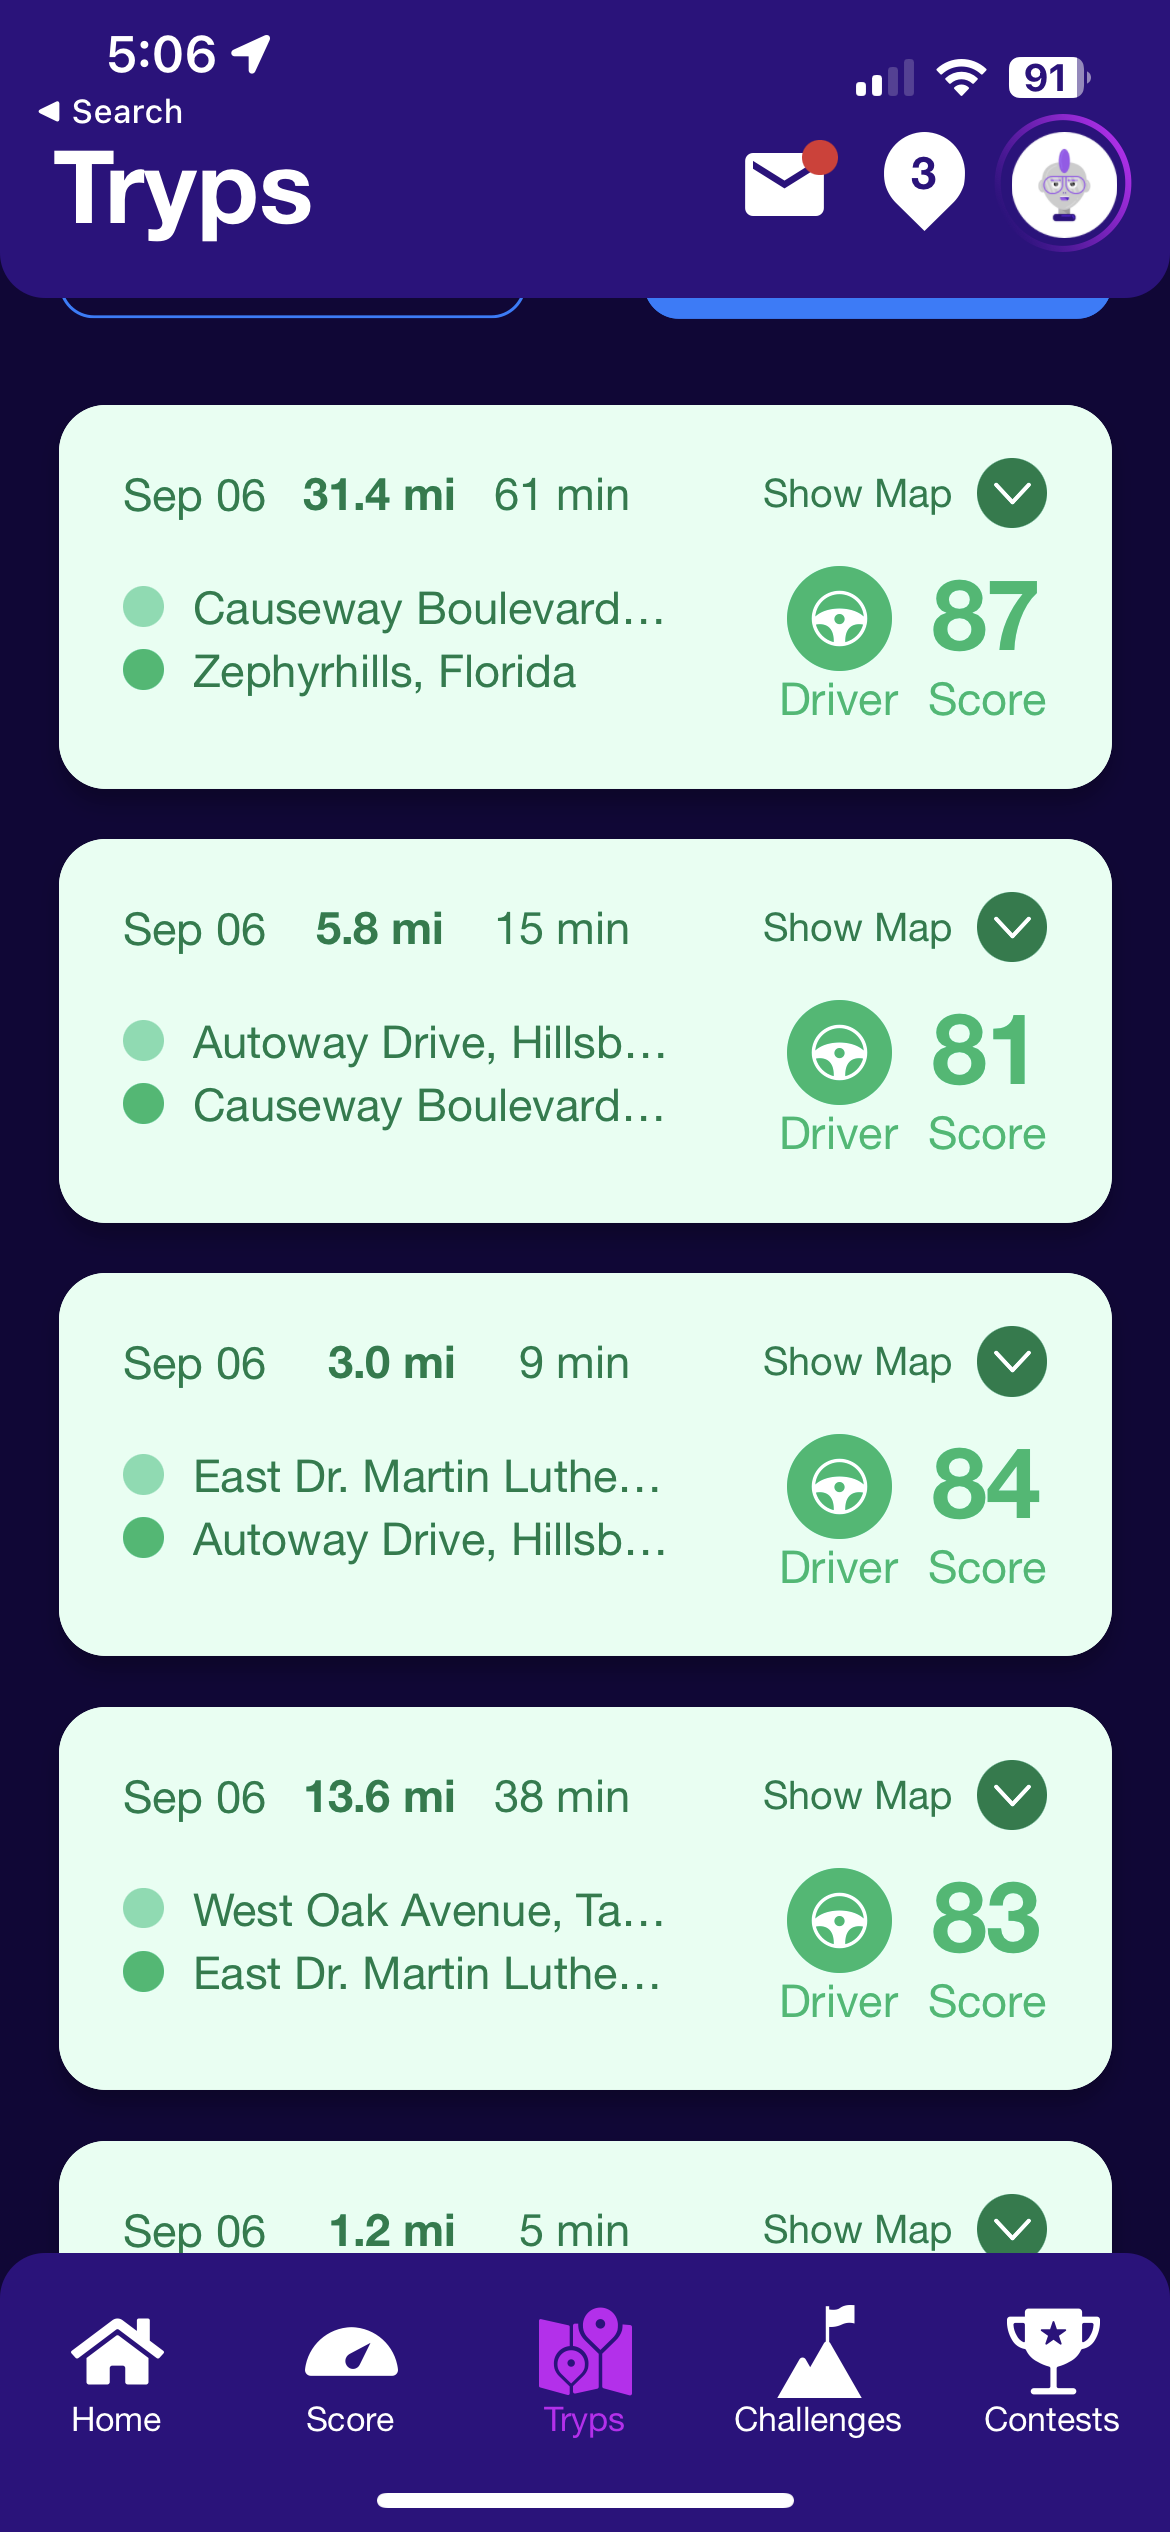 5:06
91
Search
Tryps
3
Sep 06 31.4 mi 61 min Show Map
Causeway Boulevard...
Zephyrhills, Florida
87
Driver Score
Sep 06 5.8 mi 15 min Show Map
Autoway Drive, Hillsb...
Causeway Boulevard...
81
Driver Score
Sep 06 3.0 mi 9 min Show Map
East Dr. Martin Luthe...
Autoway Drive, Hillsb...
84
Driver Score
Sep 06 13.6 mi 38 min Show Map
West Oak Avenue, Ta...
East Dr. Martin Luthe...
83
Driver Score
Sep 06 1.2 mi 5 min Show Map
Home Score Tryps Challenges Contests